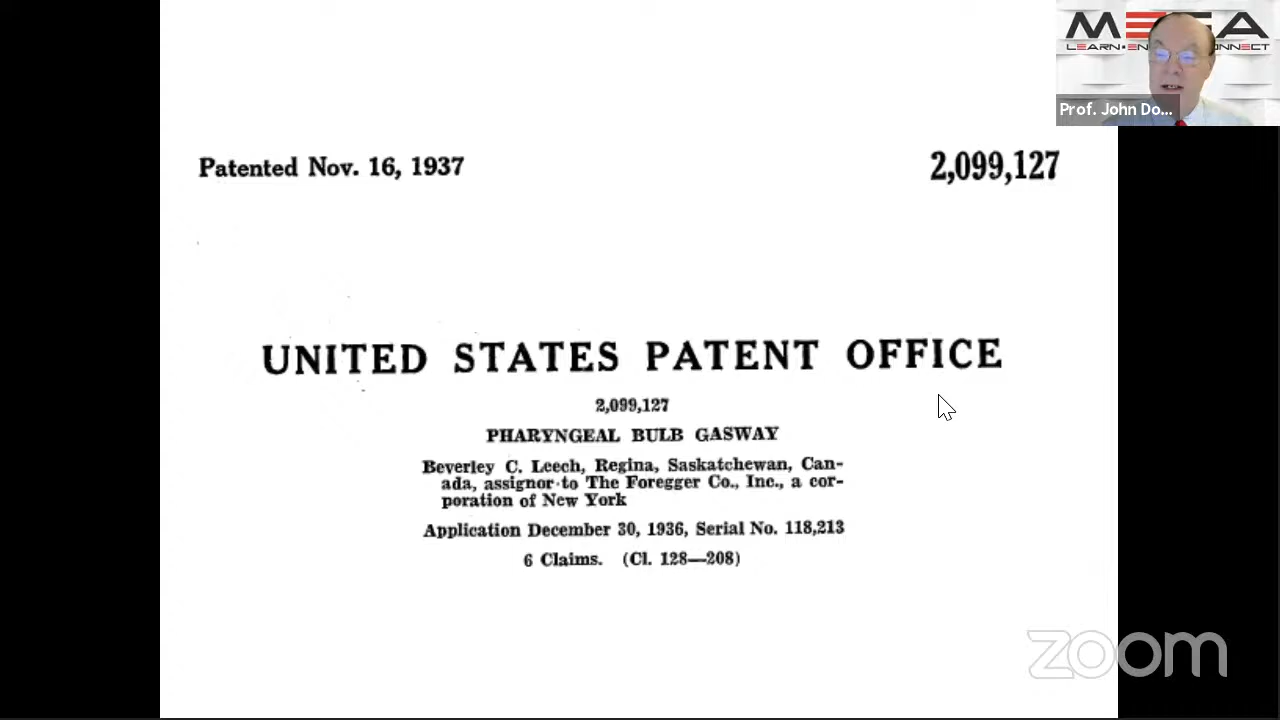 Patented Nov. 16, 1937
2,099,127
UNITED STATES PATENT OFFICE
2,099,127
PHARYNGEAL BULB GASWAY
Beverley C. Leech, Regina, Saskatchewan, Can-
ada, assignor to The Foregger Co., Inc., a cor-
poration of New York
Application December 30, 1936, Serial No. 118,213
6 Claims. (Cl. 128—208)
Prof. John Do...
zoom